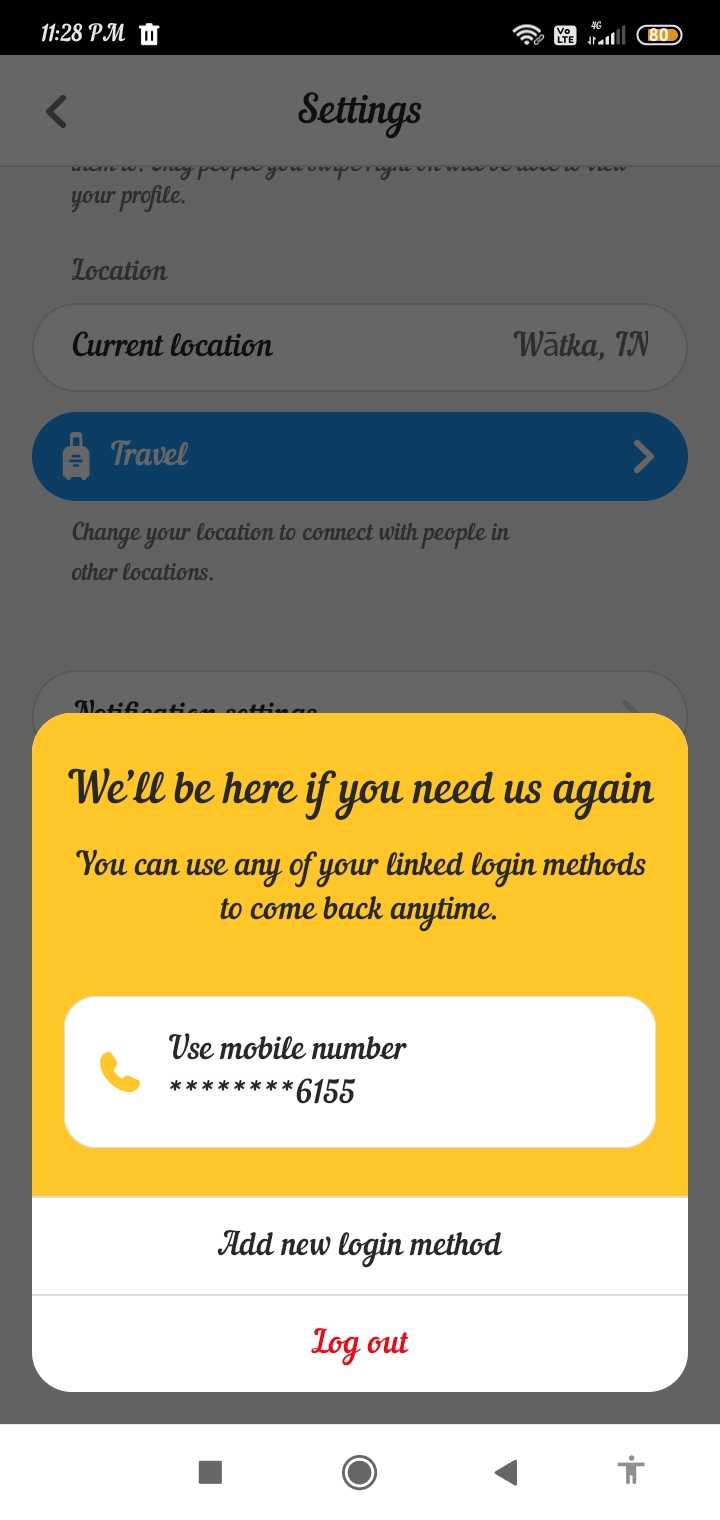 11:28 PM
Vo LTE
4G
80
Settings
them to. Only people you swipe right on will be able to view
your profile.
Location
Current location Wātka, IN
Travel
Change your location to connect with people in
other locations.
Notification settings
We'll be here if you need us again
You can use any of your linked login methods
to come back anytime.
Use mobile number
********6155
Add new login method
Log out